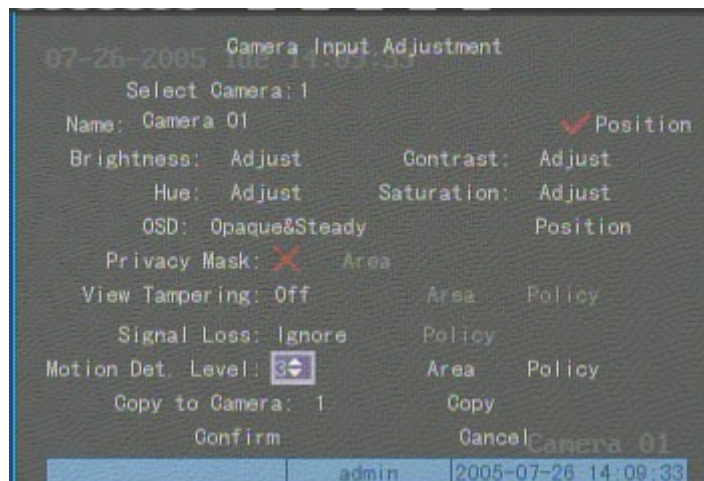 Camera Input Adjustment
07-26-2005 Tue 14:09:33
Select Camera: 1
Name: Camera 01 Position
Brightness: Adjust Contrast: Adjust
Hue: Adjust Saturation: Adjust
OSD: Opaque&Steady Position
Privacy Mask: Area
View Tampering: Off Area Policy
Signal Loss: Ignore Policy
Motion Det. Level: 3 Area Policy
Copy to Camera: 1 Copy
Confirm Cancel
Camera 01
admin 2005-07-26 14:09:33